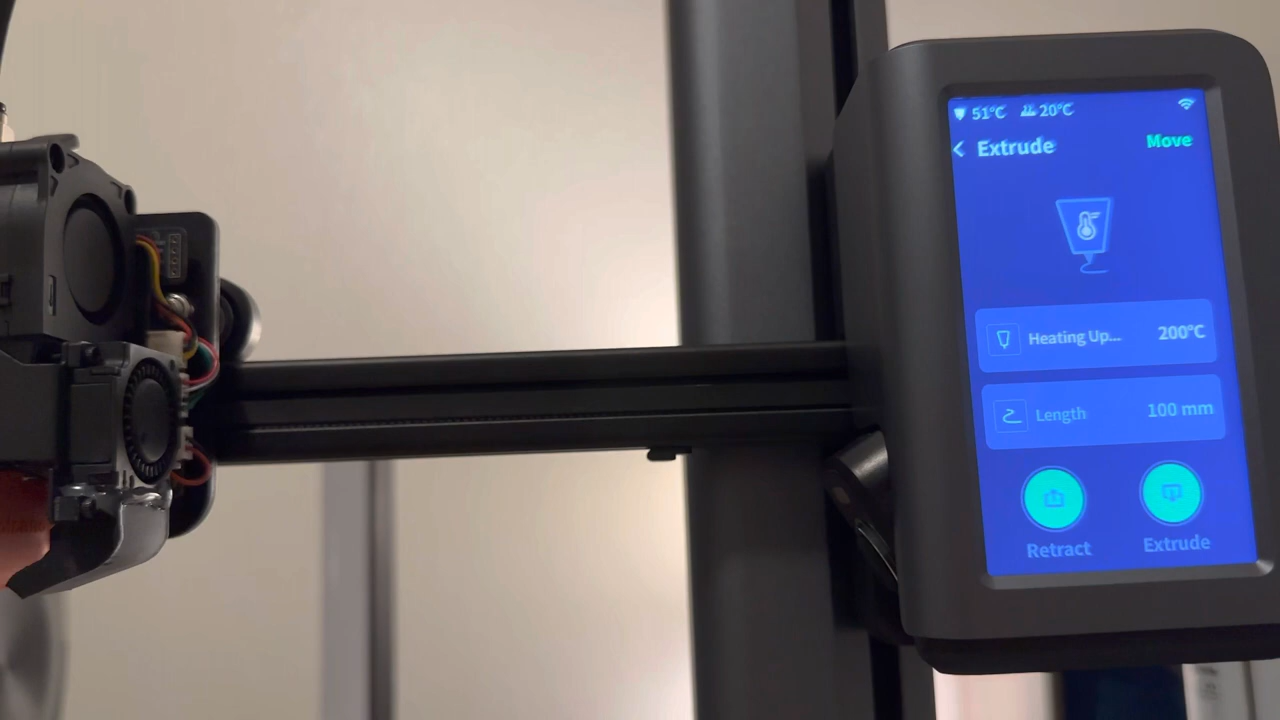 51°C 20°C
Extrude Move
Heating Up... 200°C
Length 100 mm
Retract Extrude